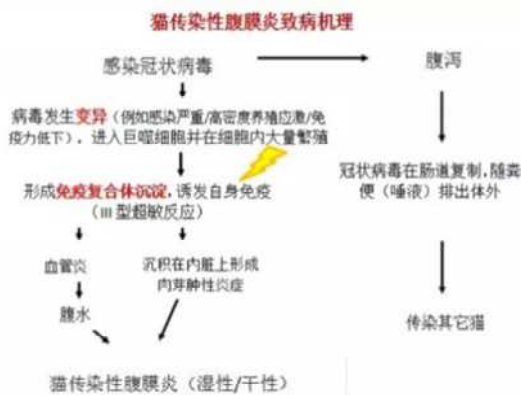 猫传染性腹膜炎致病机理
感染冠状病毒
腹泻
病毒发生变异（例如感染严重/高密度养殖应激/免
疫力低下），进入巨噬细胞并在细胞内大量繁殖
冠状病毒在肠道复制，随粪
便（唾液）排出体外
形成免疫复合体沉淀，诱发自身免疫
（III型超敏反应）
血管炎
沉积在内脏上形成
肉芽肿性炎症
腹水
传染其它猫
猫传染性腹膜炎（湿性/干性）